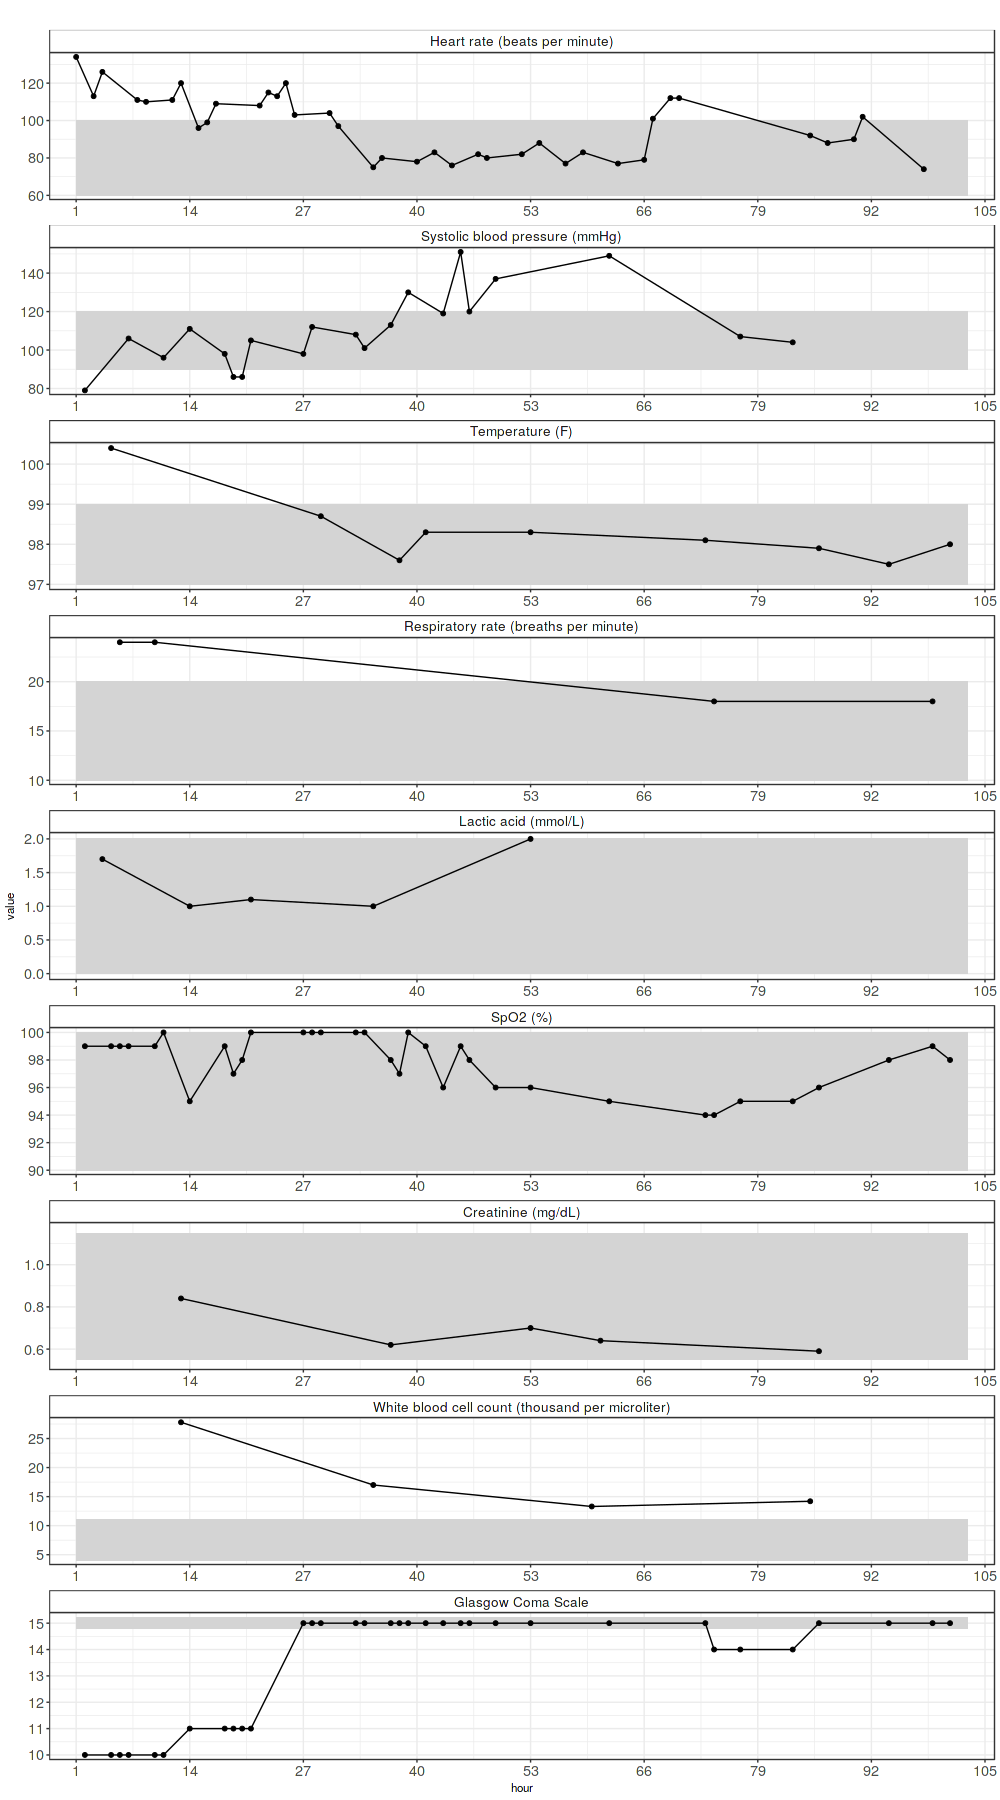 Heart rate (beats per minute)
120
100
80
60
1 14 27 40 53 66 79 92 105
Systolic blood pressure (mmHg)
140
120
100
80
1 14 27 40 53 66 79 92 105
Temperature (F)
100
99
98
97
1 14 27 40 53 66 79 92 105
Respiratory rate (breaths per minute)
20
15
10
1 14 27 40 53 66 79 92 105
Lactic acid (mmol/L)
2.0
1.5
1.0
0.5
0.0
1 14 27 40 53 66 79 92 105
value
SpO2 (%)
100
98
96
94
92
90
1 14 27 40 53 66 79 92 105
Creatinine (mg/dL)
1.0
0.8
0.6
1 14 27 40 53 66 79 92 105
White blood cell count (thousand per microliter)
25
20
15
10
5
1 14 27 40 53 66 79 92 105
Glasgow Coma Scale
15
14
13
12
11
10
1 14 27 40 53 66 79 92 105
hour